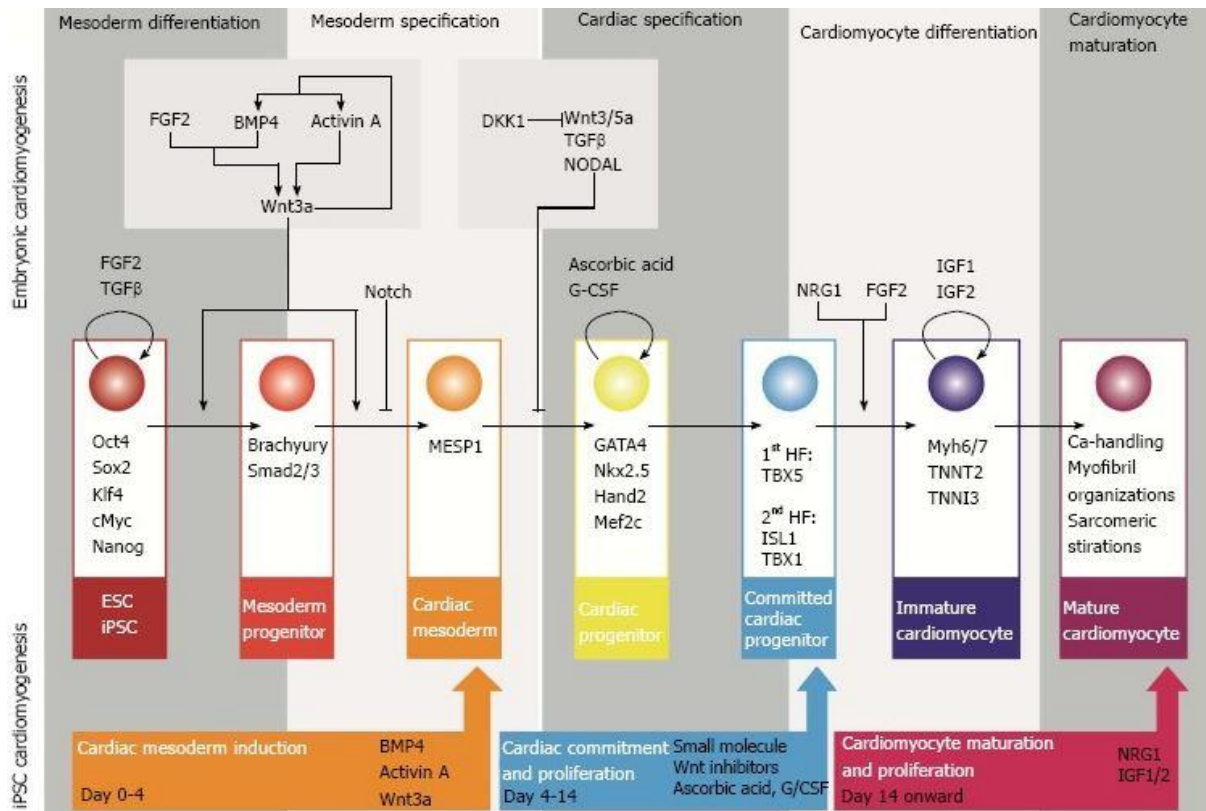 Mesoderm differentiation
Mesoderm specification
Cardiac specification
Cardiomyocyte differentiation
Cardiomyocyte
maturation
Embryonic cardiomyogenesis
FGF2
BMP4
Activin A
Wnt3a
DKK1
Wnt3/5a
TGFβ
NODAL
FGF2
TGFβ
Notch
Ascorbic acid
G-CSF
NRG1
FGF2
IGF1
IGF2
Oct4
Sox2
Klf4
cMyc
Nanog
ESC
iPSC
Brachyury
Smad2/3
Mesoderm
progenitor
MESP1
Cardiac
mesoderm
GATA4
Nkx2.5
Hand2
Mef2c
Cardiac
progenitor
1st HF:
TBX5
2nd HF:
ISL1
TBX1
Committed
cardiac
progenitor
Myh6/7
TNNT2
TNNI3
Immature
cardiomyocyte
Ca-handling
Myofibril
organizations
Sarcomeric
stirations
Mature
cardiomyocyte
iPSC cardiomyogenesis
Cardiac mesoderm induction
Day 0-4
BMP4
Activin A
Wnt3a
Cardiac commitment
and proliferation
Day 4-14
Small molecule
Wnt inhibitors
Ascorbic acid, G/CSF
Cardiomyocyte maturation
and proliferation
Day 14 onward
NRG1
IGF1/2